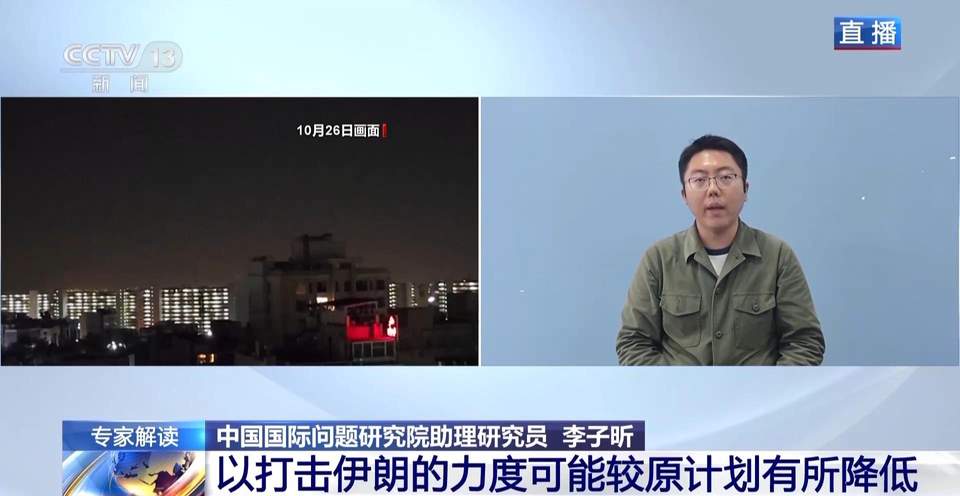 直播
CCTV 13
新闻
10月26日画面
专家解读
中国国际问题研究院助理研究员 李子昕
以打击伊朗的力度可能较原计划有所降低